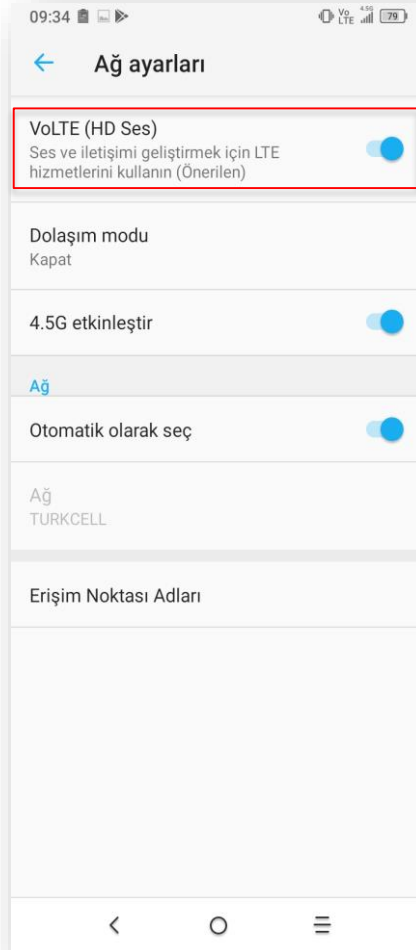 09:34 Vo LTE 4.5G 79
Ağ ayarları
VoLTE (HD Ses)
Ses ve iletişimi geliştirmek için LTE
hizmetlerini kullanın (Önerilen)
Dolaşım modu
Kapat
4.5G etkinleştir
Ağ
Otomatik olarak seç
Ağ
TURKCELL
Erişim Noktası Adları